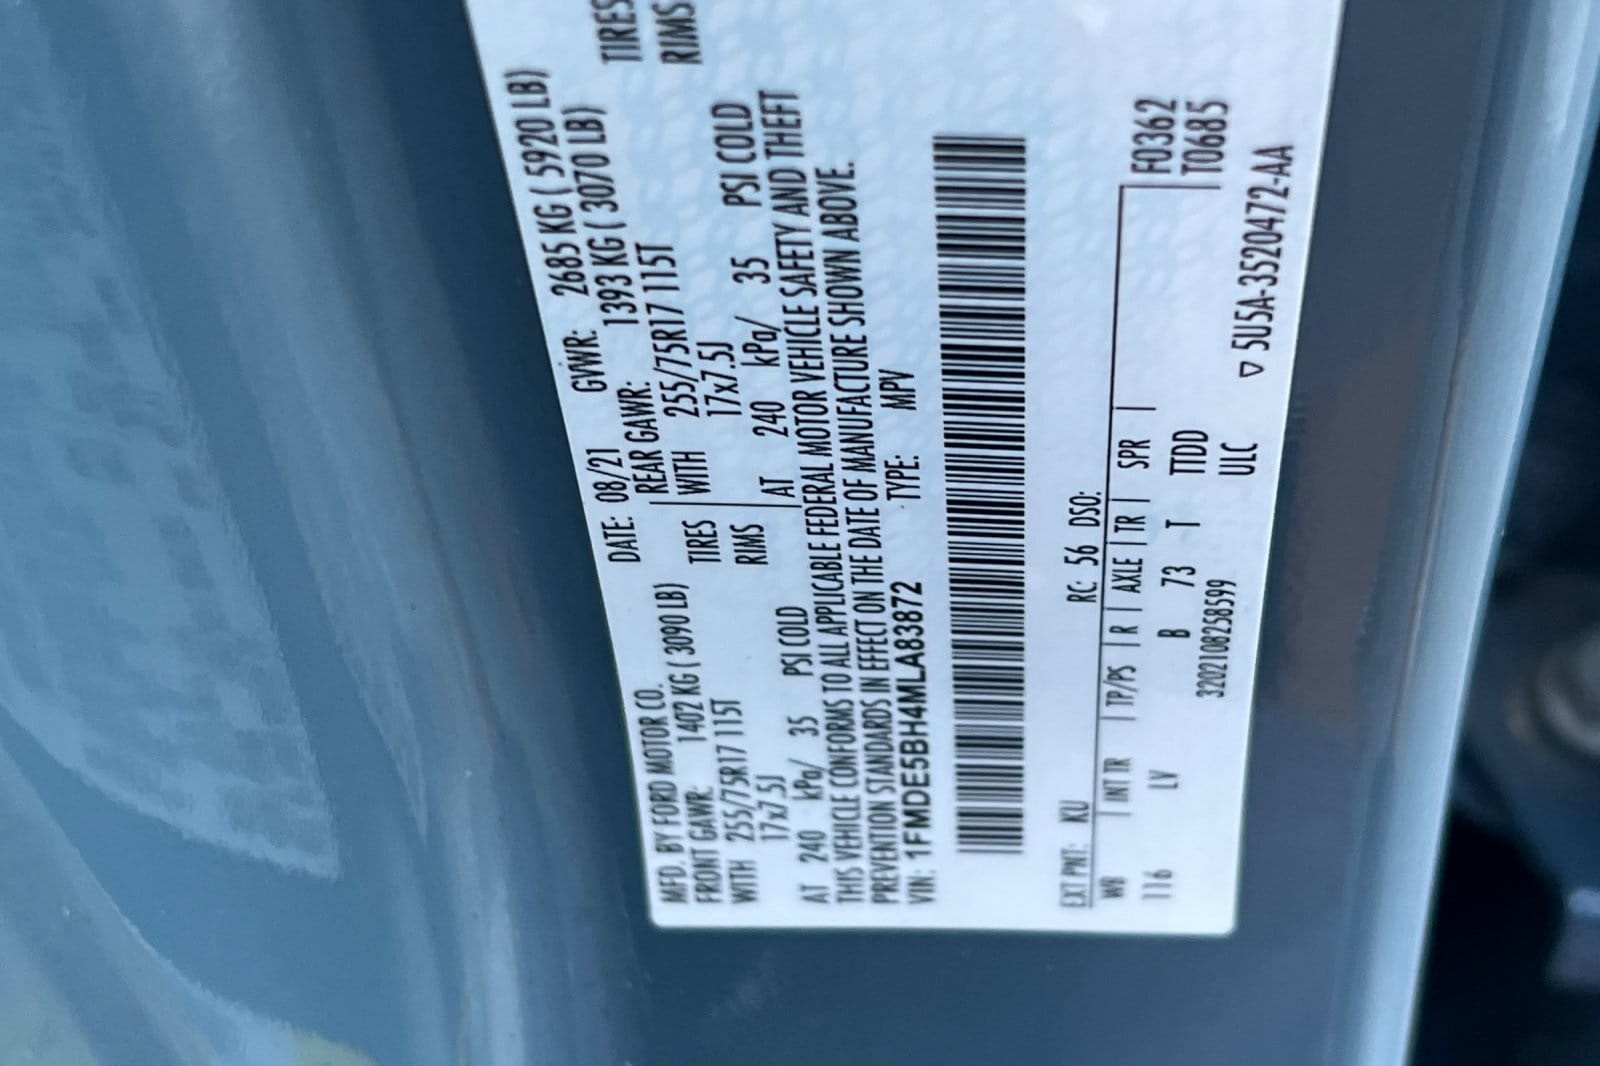 MFD. BY FORD MOTOR CO. DATE: 08/21 GVWR: 2685 KG ( 5920 LB)
FRONT GAWR: 1402 KG ( 3090 LB) REAR GAWR: 1393 KG ( 3070 LB)
WITH 255/75R17 115T TIRES WITH 255/75R17 115T TIRES
17x7.5J RIMS 17x7.5J RIMS
AT 240 kPa/ 35 PSI COLD AT 240 kPa/ 35 PSI COLD
THIS VEHICLE CONFORMS TO ALL APPLICABLE FEDERAL MOTOR VEHICLE SAFETY AND THEFT
PREVENTION STANDARDS IN EFFECT ON THE DATE OF MANUFACTURE SHOWN ABOVE.
VIN: 1FMDE5BH4MLA83872 TYPE: MPV
EXT PNT: KU RC: 56 DSO:
WB | INT TR | TP/PS | R | AXLE | TR | SPR | F0362
116 LV B 73 T TTDD T0685
320210825859​9 ULC
▽ 5U5A-3520472-AA